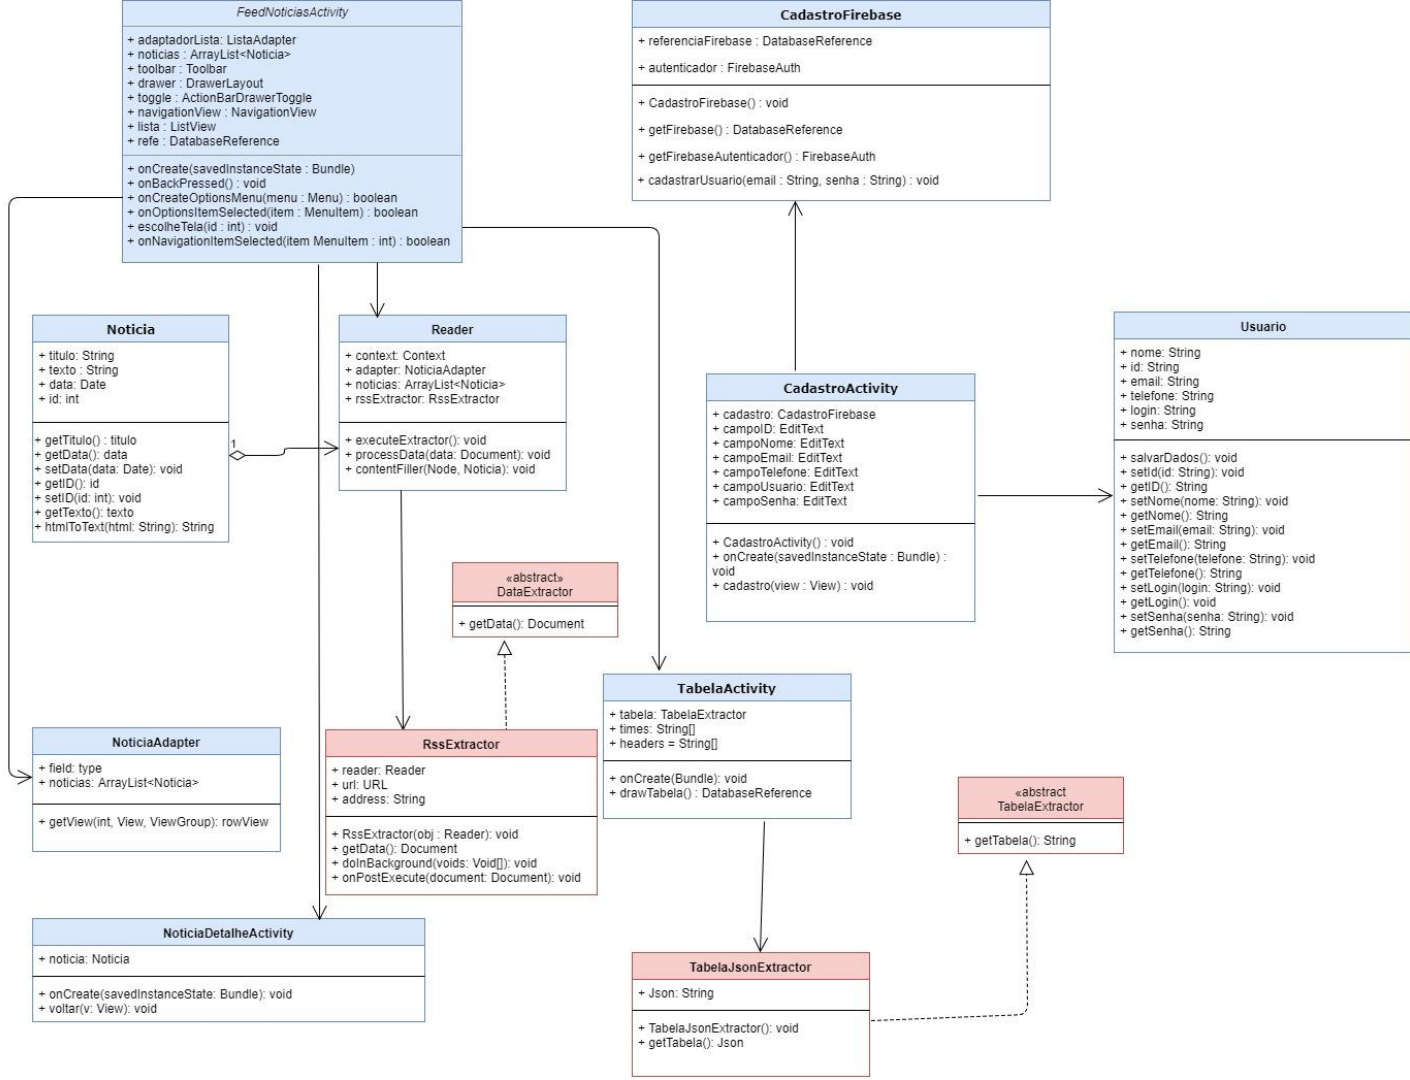 FeedNoticiasActivity
+ adaptadorLista: ListaAdapter
+ noticias : ArrayList<Noticia>
+ toolbar : Toolbar
+ drawer : DrawerLayout
+ toggle : ActionBarDrawerToggle
+ navigationView : NavigationView
+ lista : ListView
+ refe : DatabaseReference
+ onCreate(savedInstanceState : Bundle)
+ onBackPressed() : void
+ onCreateOptionsMenu(menu : Menu) : boolean
+ onOptionsItemSelected(item : MenuItem) : boolean
+ escolheTela(id : int) : void
+ onNavigationItemSelected(item MenuItem : int) : boolean
CadastroFirebase
+ referenciaFirebase : DatabaseReference
+ autenticador : FirebaseAuth
+ CadastroFirebase() : void
+ getFirebase() : DatabaseReference
+ getFirebaseAutenticador() : FirebaseAuth
+ cadastrarUsuario(email : String, senha : String) : void
Noticia
+ titulo: String
+ texto : String
+ data: Date
+ id: int
+ getTitulo() : titulo
+ getData(): data
+ setData(data: Date): void
+ getID(): id
+ setID(id: int): void
+ getTexto(): texto
+ htmlToText(html: String): String
1
Reader
+ context: Context
+ adapter: NoticiaAdapter
+ noticias: ArrayList<Noticia>
+ rssExtractor: RssExtractor
+ executeExtractor(): void
+ processData(data: Document): void
+ contentFiller(Node, Noticia): void
CadastroActivity
+ cadastro: CadastroFirebase
+ campoID: EditText
+ campoNome: EditText
+ campoEmail: EditText
+ campoTelefone: EditText
+ campoUsuario: EditText
+ campoSenha: EditText
+ CadastroActivity() : void
+ onCreate(savedInstanceState : Bundle) :
void
+ cadastro(view : View) : void
Usuario
+ nome: String
+ id: String
+ email: String
+ telefone: String
+ login: String
+ senha: String
+ salvarDados(): void
+ setId(id: String): void
+ getID(): String
+ setNome(nome: String): void
+ getNome(): String
+ setEmail(email: String): void
+ getEmail(): String
+ setTelefone(telefone: String): void
+ getTelefone(): String
+ setLogin(login: String): void
+ getLogin(): void
+ setSenha(senha: String): void
+ getSenha(): String
«abstract»
DataExtractor
+ getData(): Document
RssExtractor
+ reader: Reader
+ url: URL
+ address: String
+ RssExtractor(obj : Reader): void
+ getData(): Document
+ doInBackground(voids: Void[]): void
+ onPostExecute(document: Document): void
TabelaActivity
+ tabela: TabelaExtractor
+ times: String[]
+ headers = String[]
+ onCreate(Bundle): void
+ drawTabela() : DatabaseReference
NoticiaAdapter
+ field: type
+ noticias: ArrayList<Noticia>
+ getView(int, View, ViewGroup): rowView
«abstract
TabelaExtractor
+ getTabela(): String
NoticiaDetalheActivity
+ noticia: Noticia
+ onCreate(savedInstanceState: Bundle): void
+ voltar(v: View): void
TabelaJsonExtractor
+ Json: String
+ TabelaJsonExtractor(): void
+ getTabela(): Json